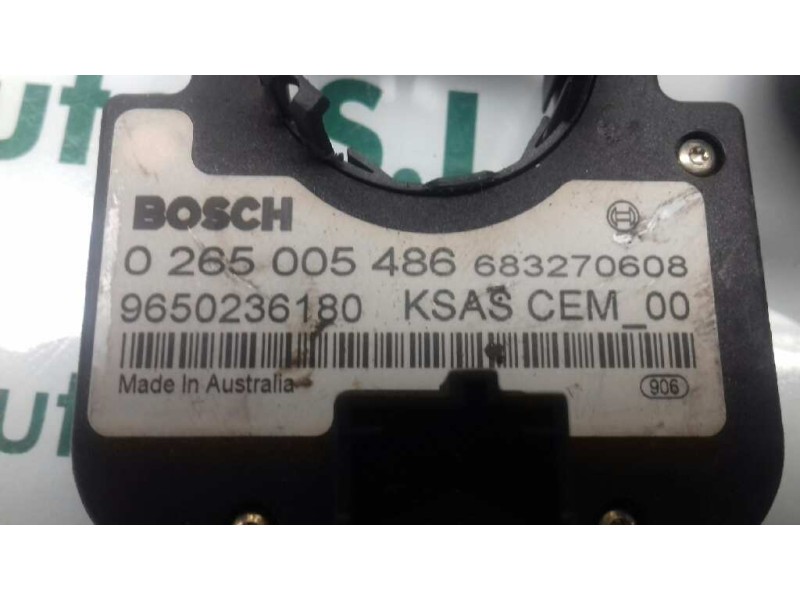 S.L
BOSCH
0 265 005 486 683270608
9650236180 KSAS CEM_00
Made In Australia
906